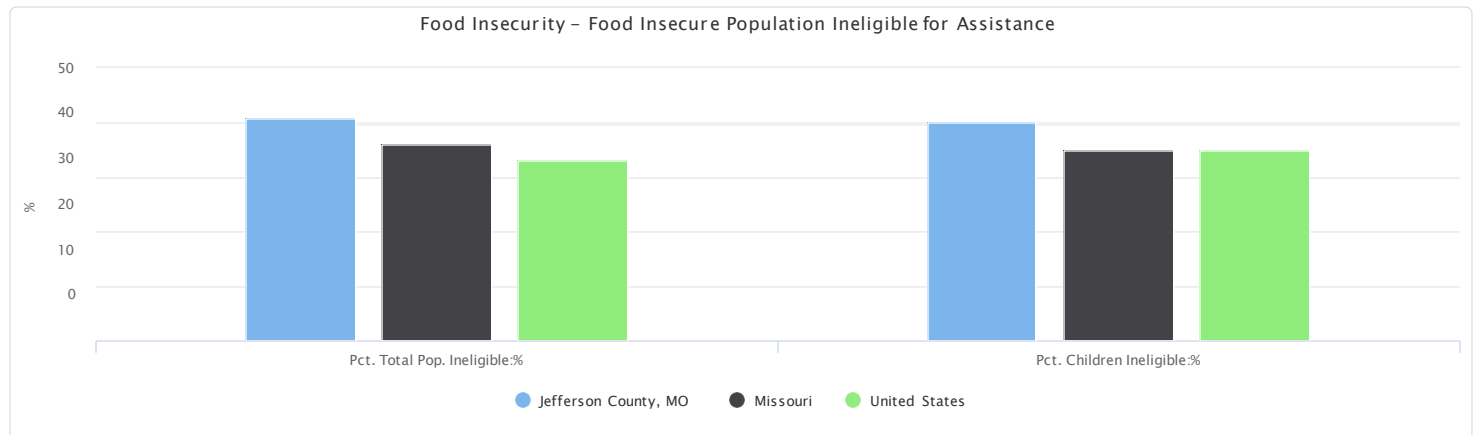 Food Insecurity – Food Insecure Population Ineligible for Assistance
50
40
30
20
10
0
%
Pct. Total Pop. Ineligible:%
Pct. Children Ineligible:%
Jefferson County, MO
Missouri
United States